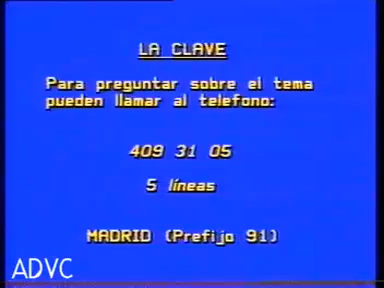 LA CLAVE
Para preguntar sobre el tema
pueden llamar al telefono:
409 31 05
5 líneas
MADRID (Prefijo 91)
ADVC